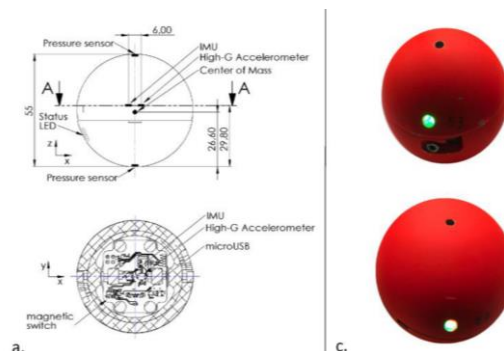 Pressure sensor
6,00
IMU
High-G Accelerometer
Center of Mass
A
A
55
Status
LED
z
x
26,60
29,80
Pressure sensor
IMU
High-G Accelerometer
microUSB
y
x
magnetic
switch
a.
c.